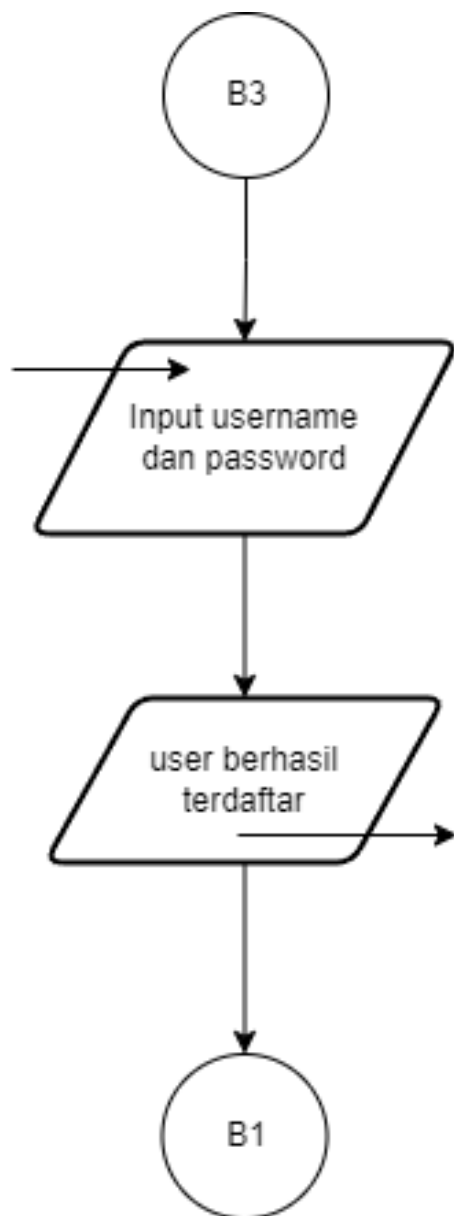 B3
Input username
dan password
user berhasil
terdaftar
B1